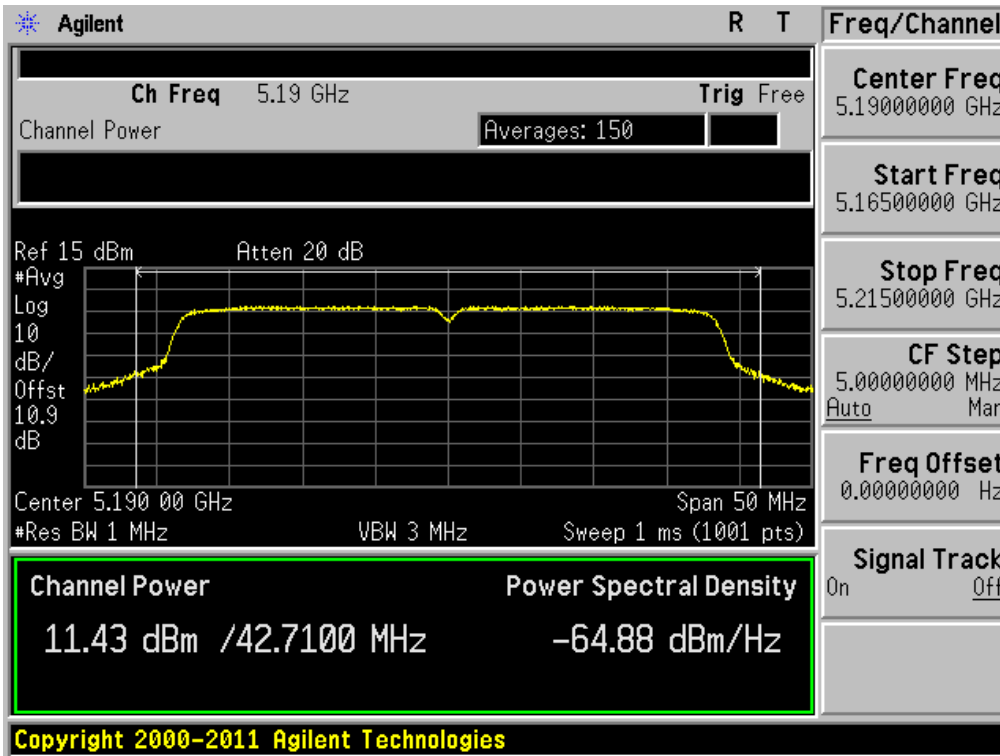 Agilent R T
Freq/Channel
Ch Freq 5.19 GHz Trig Free
Channel Power Averages: 150
Center Freq
5.19000000 GHz
Start Freq
5.16500000 GHz
Stop Freq
5.21500000 GHz
CF Step
5.00000000 MHz
Auto Man
Freq Offset
0.00000000 Hz
Signal Track
On Off
Ref 15 dBm Atten 20 dB
#Avg
Log
10
dB/
Offst
10.9
dB
Center 5.190 00 GHz Span 50 MHz
#Res BW 1 MHz VBW 3 MHz Sweep 1 ms (1001 pts)
Channel Power Power Spectral Density
11.43 dBm /42.7100 MHz -64.88 dBm/Hz
Copyright 2000-2011 Agilent Technologies